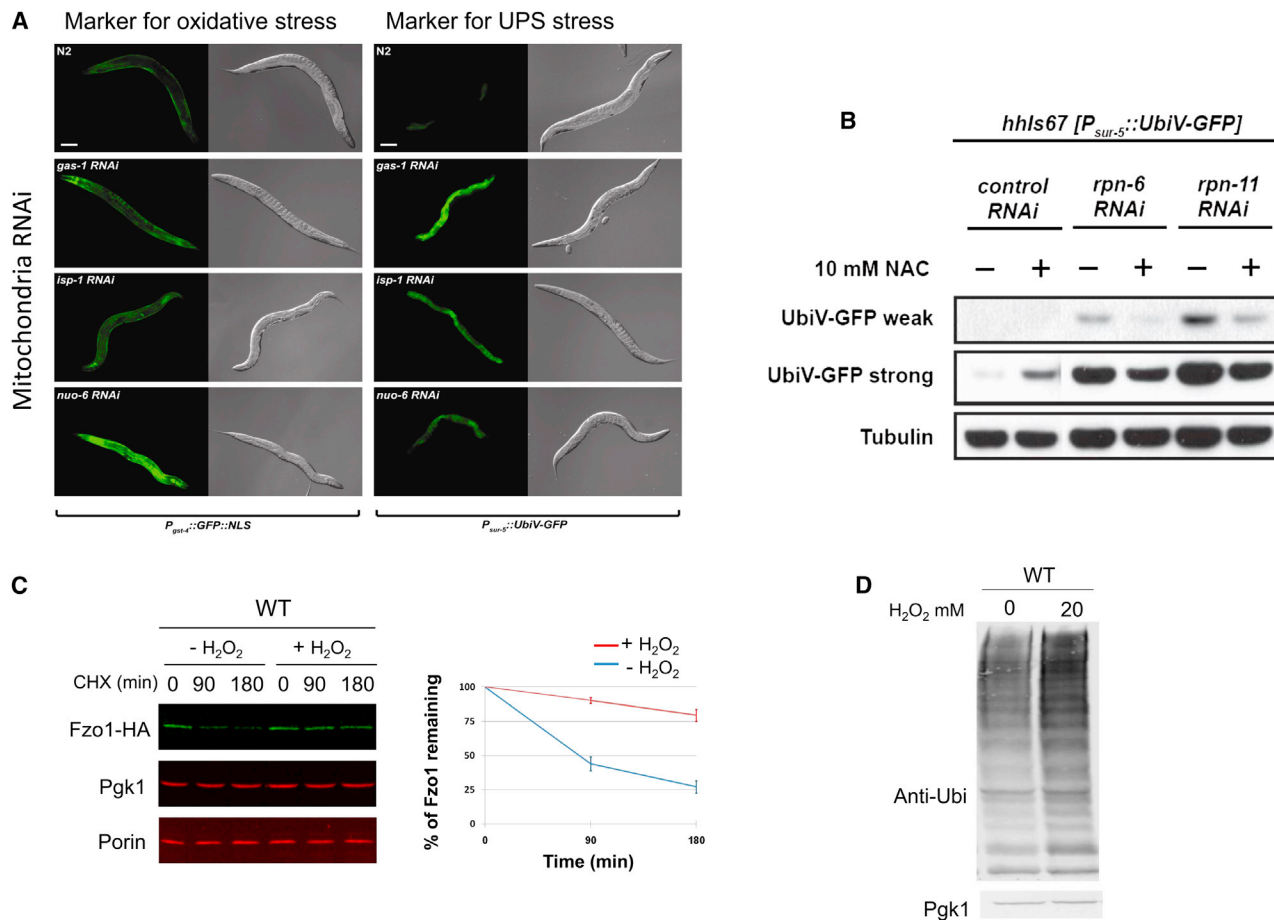 A
Marker for oxidative stress
Marker for UPS stress
Mitochondria RNAi
N2
N2
gas-1 RNAi
gas-1 RNAi
isp-1 RNAi
isp-1 RNAi
nuo-6 RNAi
nuo-6 RNAi
Pgst-4::GFP::NLS
Psur-5::UbiV-GFP
B
hhIs67 [Psur-5::UbiV-GFP]
control RNAi
rpn-6 RNAi
rpn-11 RNAi
10 mM NAC − + − + − +
UbiV-GFP weak
UbiV-GFP strong
Tubulin
C
WT
- H2O2 + H2O2
CHX (min) 0 90 180 0 90 180
Fzo1-HA
Pgk1
Porin
+ H2O2
- H2O2
% of Fzo1 remaining
100
75
50
25
0
0 90 180
Time (min)
D
WT
H2O2 mM 0 20
Anti-Ubi
Pgk1